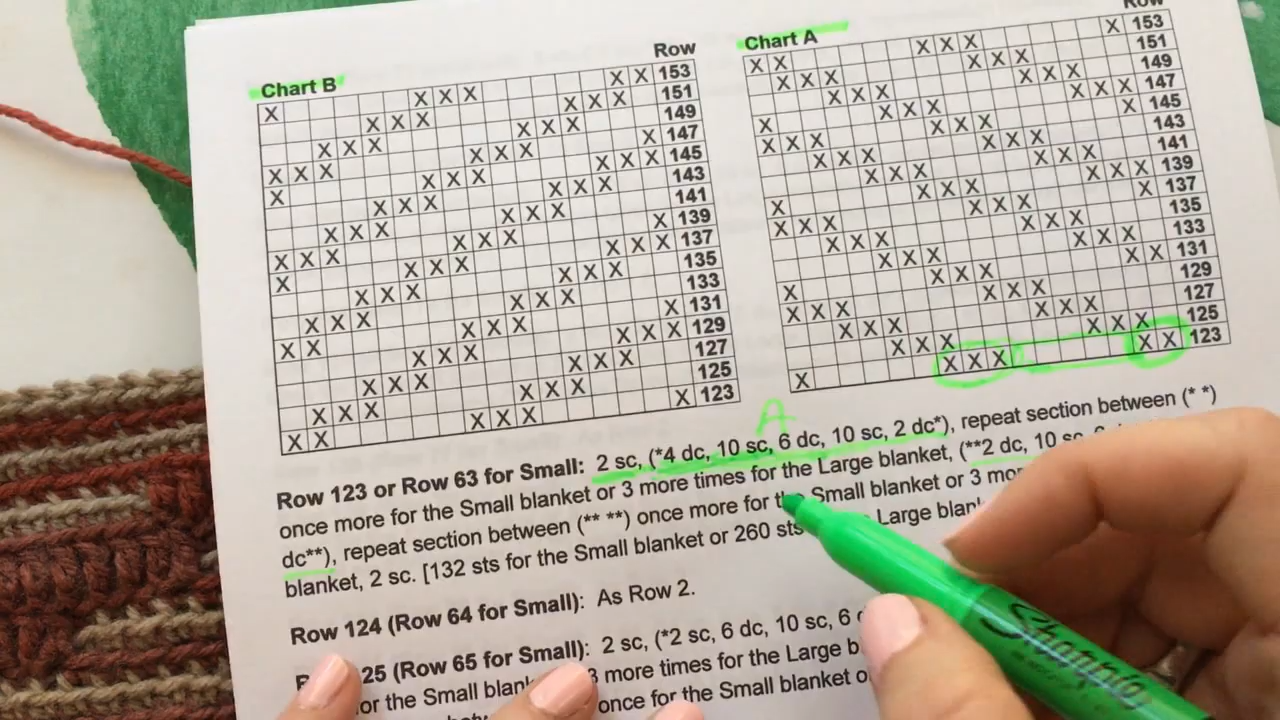 Row
Chart B
153
151
149
147
145
143
141
139
137
135
133
131
129
127
125
123
Row
Chart A
153
151
149
147
145
143
141
139
137
135
133
131
129
127
125
123
A
Row 123 or Row 63 for Small: 2 sc, (*4 dc, 10 sc, 6 dc, 10 sc, 2 dc*), repeat section between (* *)
once more for the Small blanket or 3 more times for the Large blanket, (**2 dc, 10 sc,
dc**), repeat section between (** **) once more for the Small blanket or 3
blanket, 2 sc. [132 sts for the Small blanket or 260 sts Large
Row 124 (Row 64 for Small): As Row 2.
25 (Row 65 for Small): 2 sc, (*2 sc, 6 dc, 10 sc, 6
for the Small 3 more times for the Large
once for the Small blanket
Sharpie